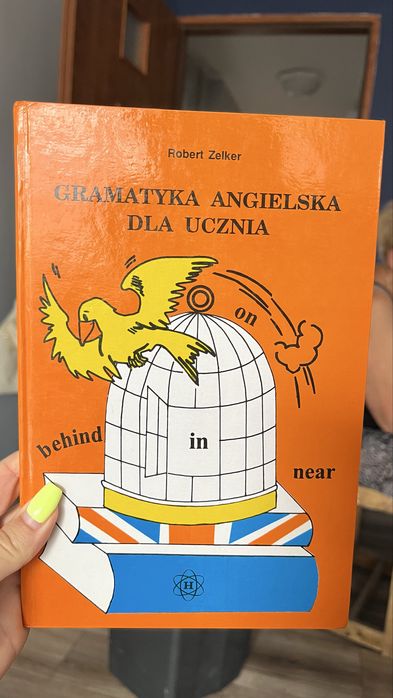 Robert Zelker
GRAMATYKA ANGIELSKA
DLA UCZNIA
on
behind
in
near
H